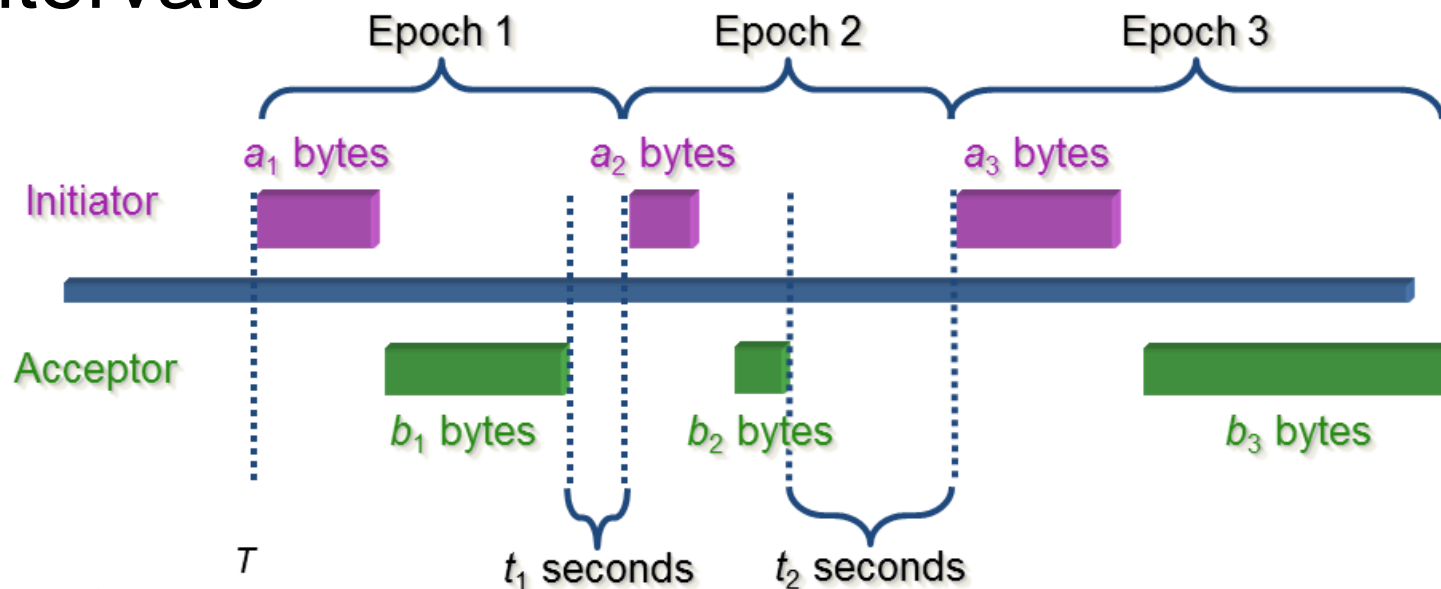 Epoch 1 Epoch 2 Epoch 3
a₁ bytes a₂ bytes a₃ bytes
Initiator
Acceptor
b₁ bytes b₂ bytes b₃ bytes
T t₁ seconds t₂ seconds